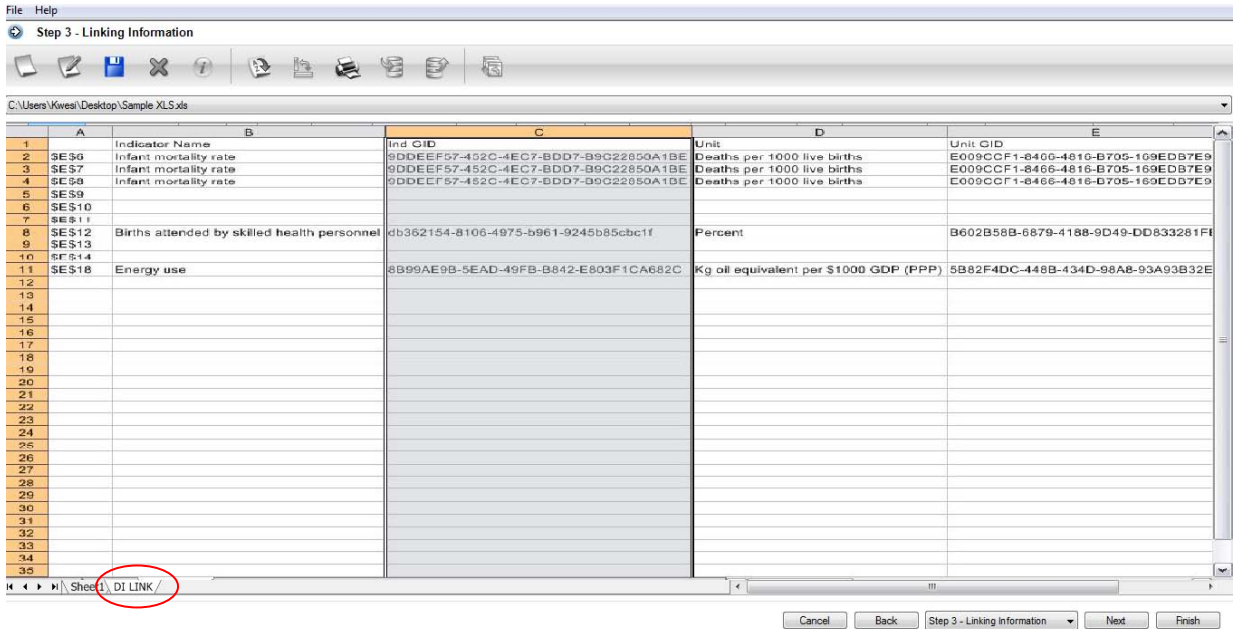 File Help
Step 3 - Linking Information
C:\Users\Kwesi\Desktop\Sample XLS.xls
A B C D E
1 Indicator Name Ind GID Unit Unit GID
2 $E$6 Infant mortality rate 9DDEEF57-452C-4EC7-BDD7-B9C22850A1BE Deaths per 1000 live births E009CCF1-8466-4816-B705-169EDB7E9
3 $E$7 Infant mortality rate 9DDEEF57-452C-4EC7-BDD7-B9C22850A1BE Deaths per 1000 live births E009CCF1-8466-4816-B705-169EDB7E9
4 $E$8 Infant mortality rate 9DDEEF57-452C-4EC7-BDD7-B9C22850A1BE Deaths per 1000 live births E009CCF1-8466-4816-B705-169EDB7E9
5 $E$9
6 $E$10
7 $E$11
8 $E$12 Births attended by skilled health personnel db362154-8106-4975-b961-9245b85cbc1f Percent B602B58B-6879-4188-9D49-DD833281FE
9 $E$13
10 $E$14
11 $E$18 Energy use 8B99AE9B-5EAD-49FB-B842-E803F1CA682C Kg oil equivalent per $1000 GDP (PPP) 5B82F4DC-448B-434D-98A8-93A93B32E
12
13
14
15
16
17
18
19
20
21
22
23
24
25
26
27
28
29
30
31
32
33
34
35
Sheet1 DI LINK
Cancel Back Step 3 - Linking Information Next Finish